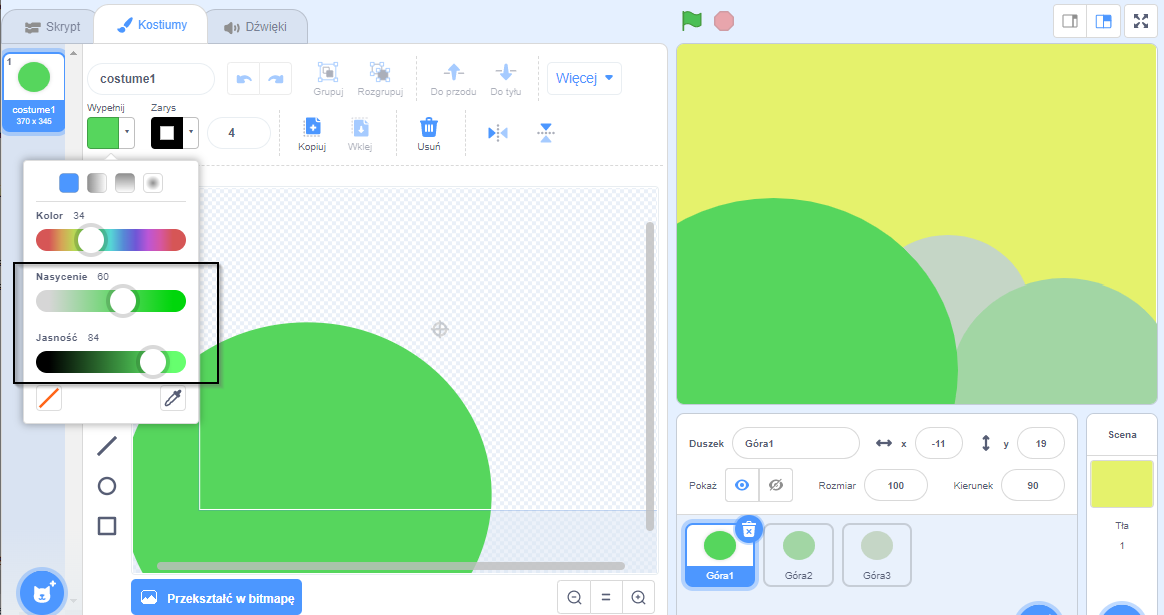 Skrypt
Kostiumy
Dźwięki
1
costume1
370 x 345
costume1
Grupuj
Rozgrupuj
Do przodu
Do tyłu
Więcej
Wypełnij
Zarys
4
Kopiuj
Wklej
Usuń
Kolor 34
Nasycenie 60
Jasność 84
Przekształć w bitmapę
Duszek
Góra1
x
-11
y
19
Pokaż
Rozmiar
100
Kierunek
90
Góra1
Góra2
Góra3
Scena
Tła
1